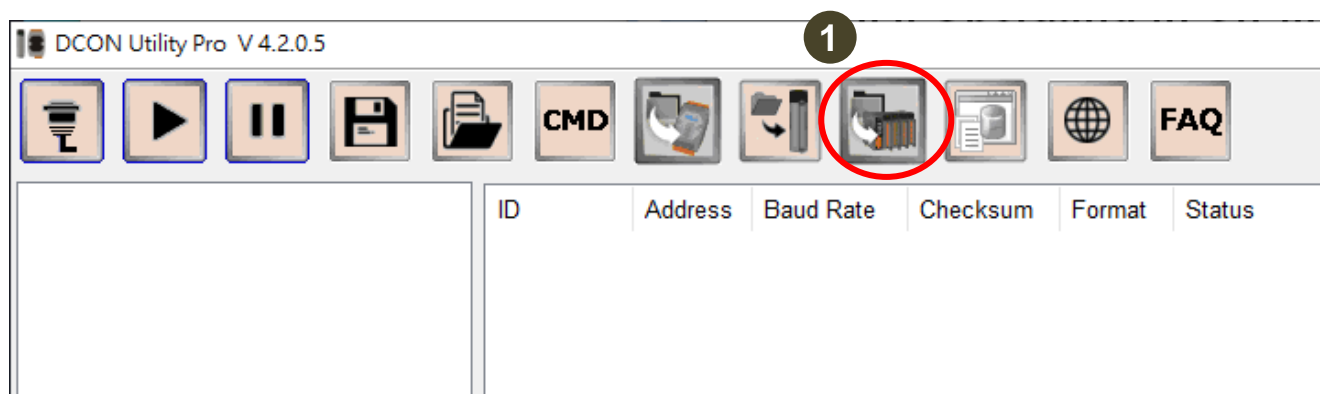 DCON Utility Pro V 4.2.0.5
1
CMD
FAQ
ID Address Baud Rate Checksum Format Status